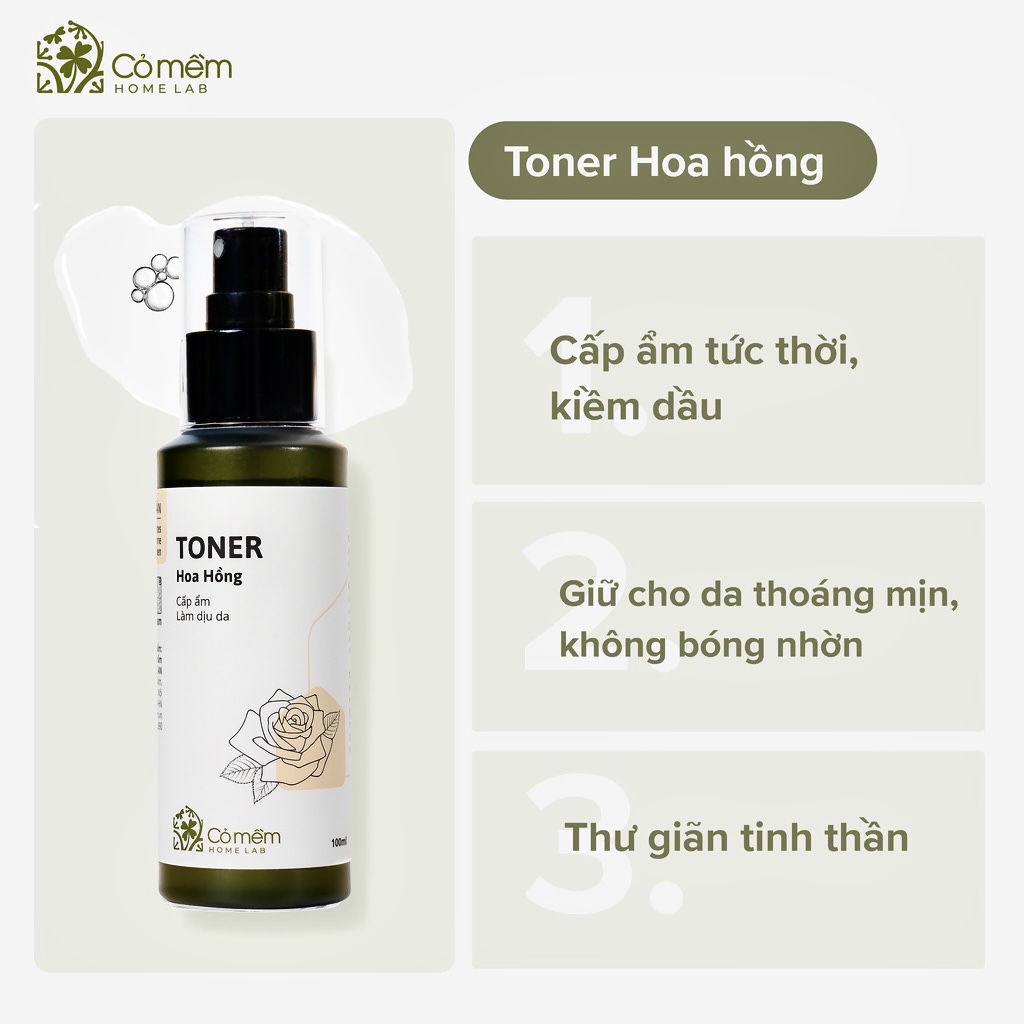 Cỏ mềm
HOME LAB
Toner Hoa hồng
1.
Cấp ẩm tức thời,
kiềm dầu
2.
Giữ cho da thoáng mịn,
không bóng nhờn
3.
Thư giãn tinh thần
TONER
Hoa Hồng
Cấp ẩm
Làm dịu da
Cỏ mềm
HOME LAB
100ml